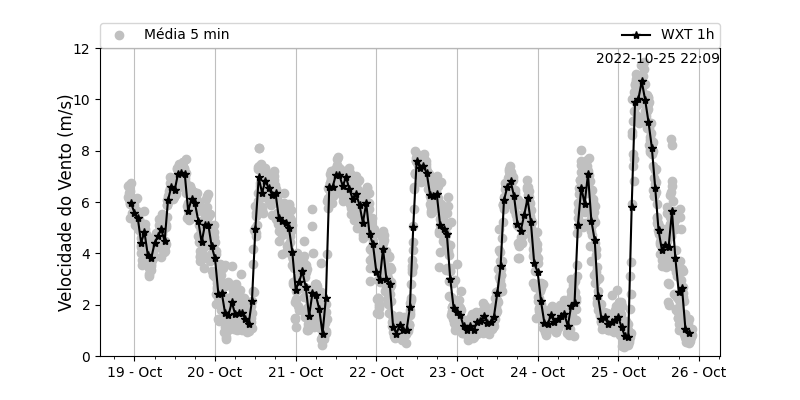 Média 5 min
WXT 1h
2022-10-25 22:09
Velocidade do Vento (m/s)
12
10
8
6
4
2
0
19 - Oct
20 - Oct
21 - Oct
22 - Oct
23 - Oct
24 - Oct
25 - Oct
26 - Oct